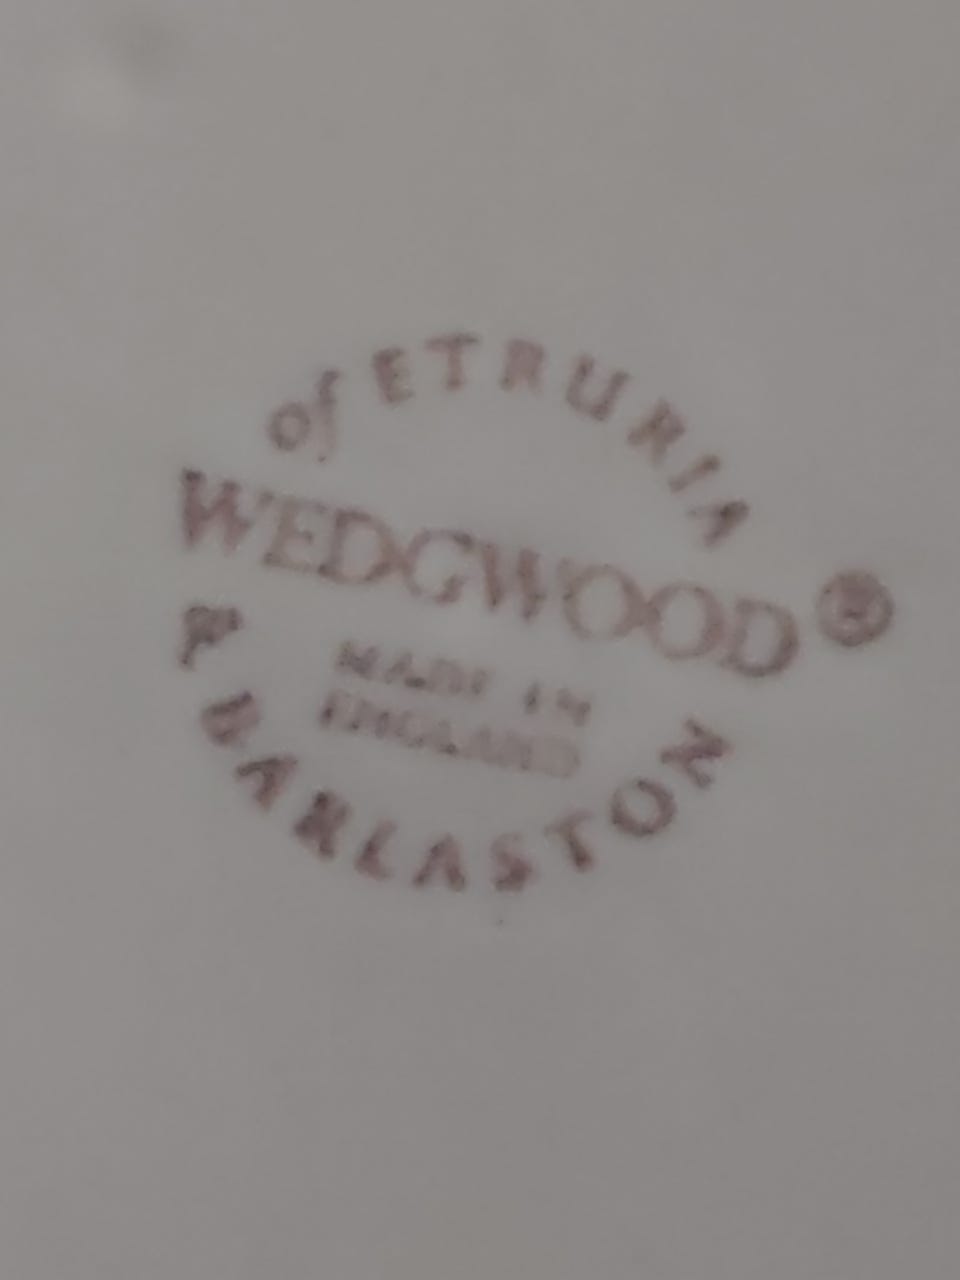 of ETRURIA
WEDGWOOD ®
MADE IN
ENGLAND
& BARLASTON